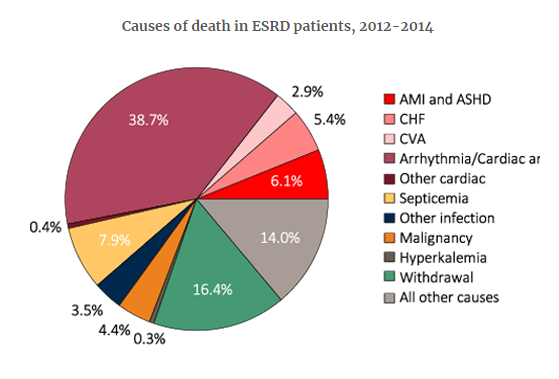 Causes of death in ESRD patients, 2012-2014
2.9%
38.7%
5.4%
6.1%
0.4%
7.9%
14.0%
16.4%
3.5%
4.4%
0.3%
AMI and ASHD
CHF
CVA
Arrhythmia/Cardiac ar
Other cardiac
Septicemia
Other infection
Malignancy
Hyperkalemia
Withdrawal
All other causes